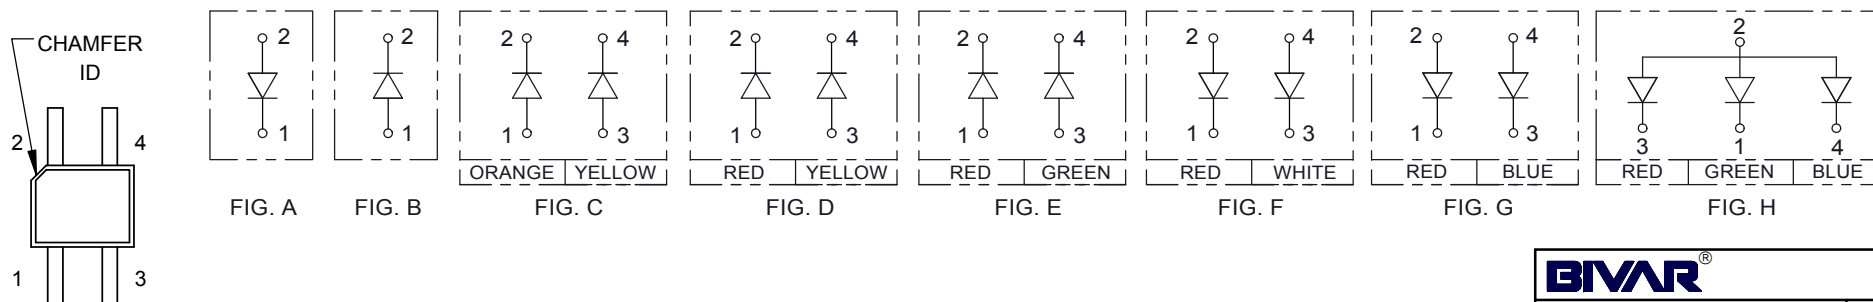 CHAMFER
ID
2 4
1 3
2
1
FIG. A
2
1
FIG. B
2 4
1 3
ORANGE YELLOW
FIG. C
2 4
1 3
RED YELLOW
FIG. D
2 4
1 3
RED GREEN
FIG. E
2 4
3 3
RED WHITE
FIG. F
2 4
1 3
RED BLUE
FIG. G
2
3 1 4
RED GREEN BLUE
FIG. H
BIVAR®